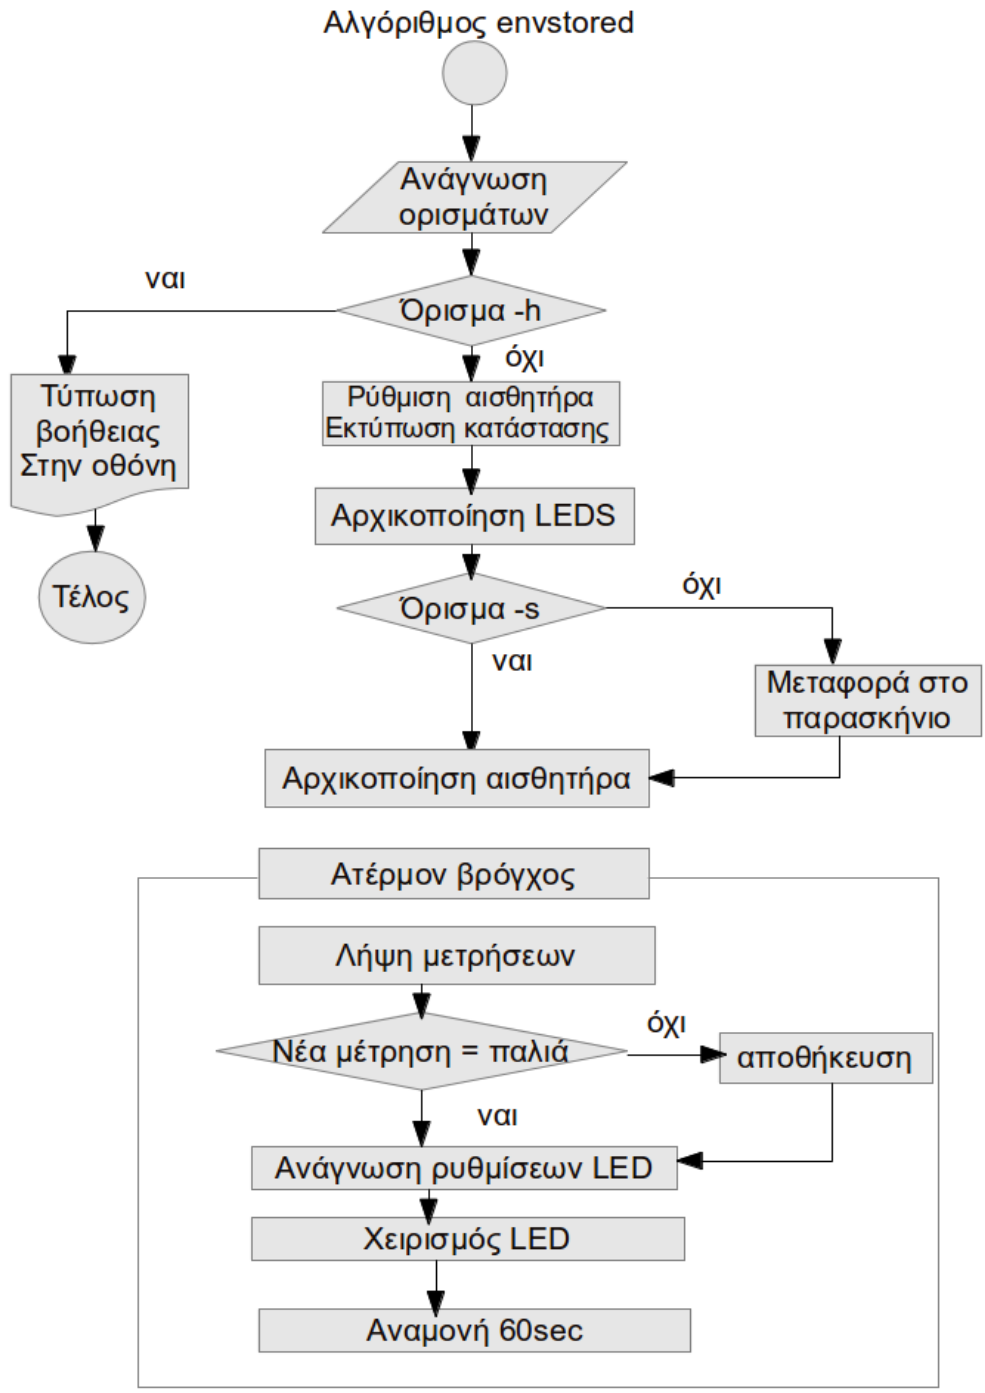 Αλγόριθμος envstored
Ανάγνωση
ορισμάτων
ναι
Όρισμα -h
όχι
Τύπωση
βοήθειας
Στην οθόνη
Ρύθμιση αισθητήρα
Εκτύπωση κατάστασης
Αρχικοποίηση LEDS
Τέλος
Όρισμα -s
όχι
ναι
Μεταφορά στο
παρασκήνιο
Αρχικοποίηση αισθητήρα
Ατέρμον βρόγχος
Λήψη μετρήσεων
Νέα μέτρηση = παλιά
όχι
αποθήκευση
ναι
Ανάγνωση ρυθμίσεων LED
Χειρισμός LED
Αναμονή 60sec